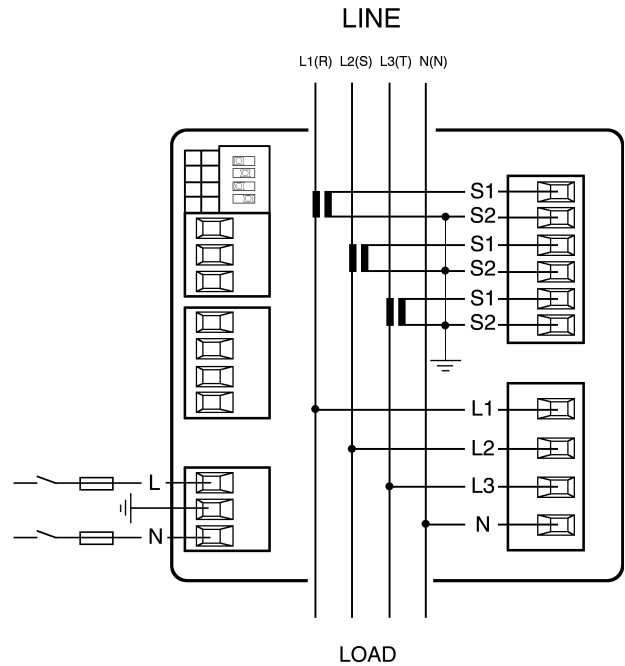 LINE
L1(R) L2(S) L3(T) N(N)
S1
S2
S1
S2
S1
S2
L1
L2
L3
N
L
N
LOAD